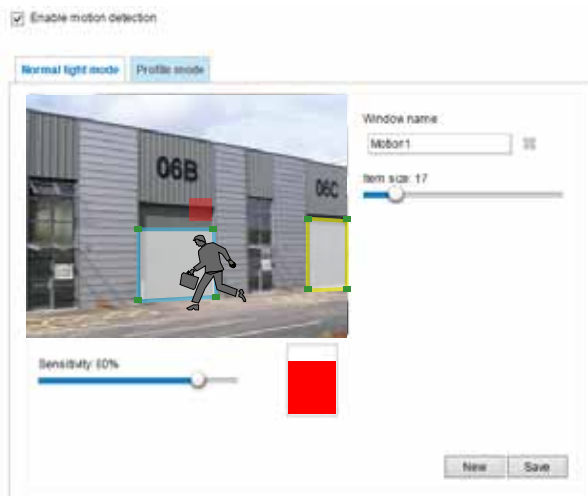 Enable motion detection
Normal light mode Profile mode
Window name
06B
Motion1
06C
Item size: 17
Sensitivity: 80%
New Save